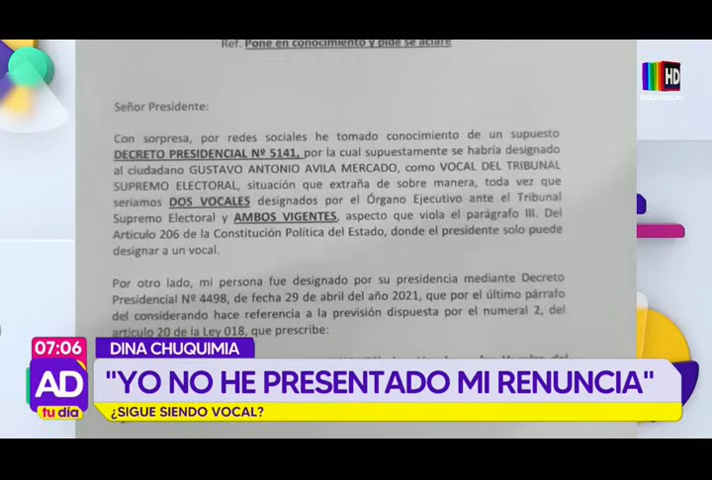 Ref. Pone en conocimiento y pide se aclare
HD
Señor Presidente:
Con sorpresa, por redes sociales he tomado conocimiento de un supuesto
DECRETO PRESIDENCIAL Nº 5141, por la cual supuestamente se habría designado
al ciudadano GUSTAVO ANTONIO AVILA MERCADO, como VOCAL DEL TRIBUNAL
SUPREMO ELECTORAL, situación que extraña de sobre manera, toda vez que
seriamos DOS VOCALES designados por el Órgano Ejecutivo ante el Tribunal
Supremo Electoral y AMBOS VIGENTES, aspecto que viola el parágrafo III. Del
Articulo 206 de la Constitución Política del Estado, donde el presidente solo puede
designar a un vocal.
Por otro lado, mi persona fue designado por su presidencia mediante Decreto
Presidencial Nº 4498, de fecha 29 de abril del año 2021, que por el último párrafo
del considerando hace referencia a la previsión dispuesta por el numeral 2, del
articulo 20 de la Ley 018, que prescribe:
07:06
DINA CHUQUIMIA
AD
tu día
"YO NO HE PRESENTADO MI RENUNCIA"
¿SIGUE SIENDO VOCAL?